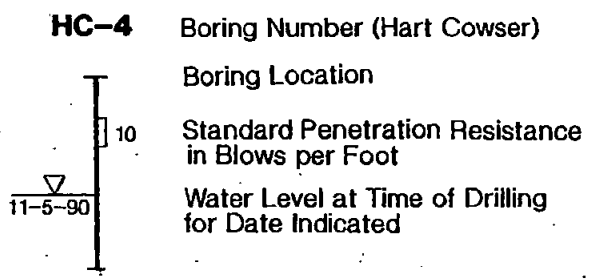 HC-4 Boring Number (Hart Cowser)
Boring Location
10 Standard Penetration Resistance
in Blows per Foot
Water Level at Time of Drilling
11-5-90 for Date Indicated